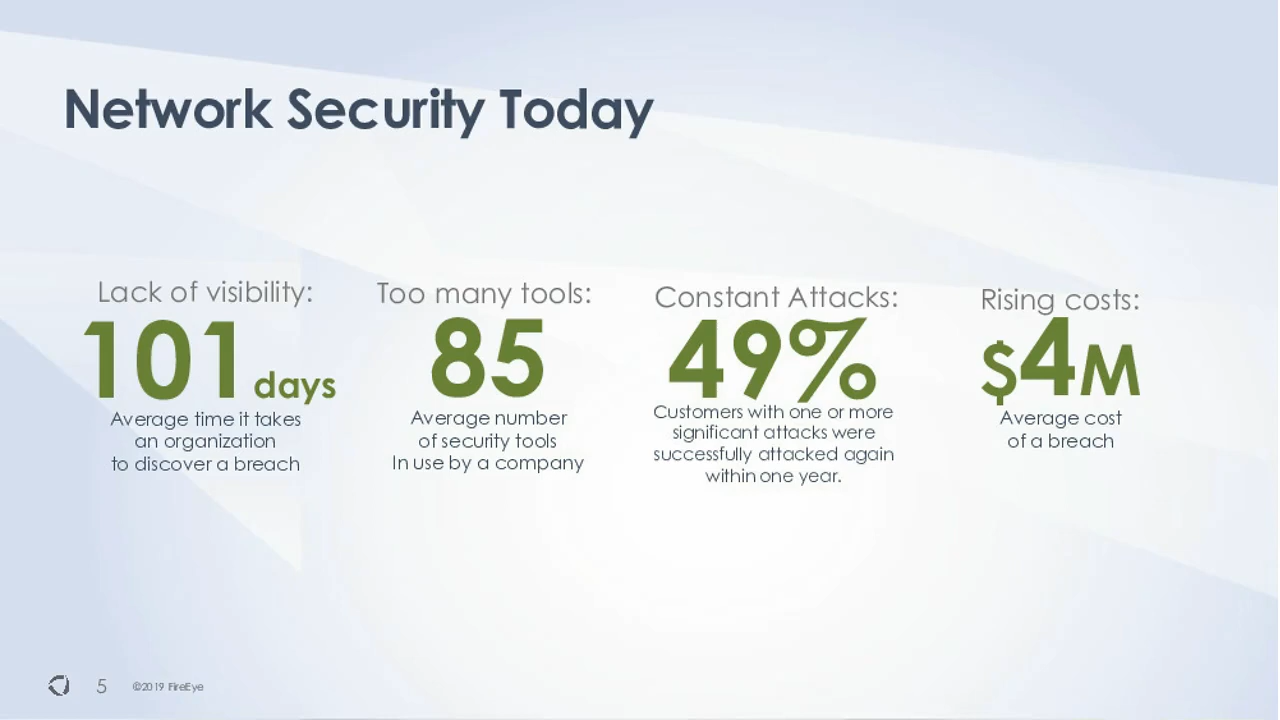 Network Security Today
Lack of visibility:
101 days
Average time it takes
an organization
to discover a breach
Too many tools:
85
Average number
of security tools
In use by a company
Constant Attacks:
49%
Customers with one or more
significant attacks were
successfully attacked again
within one year.
Rising costs:
$4M
Average cost
of a breach
5
©2019 FireEye